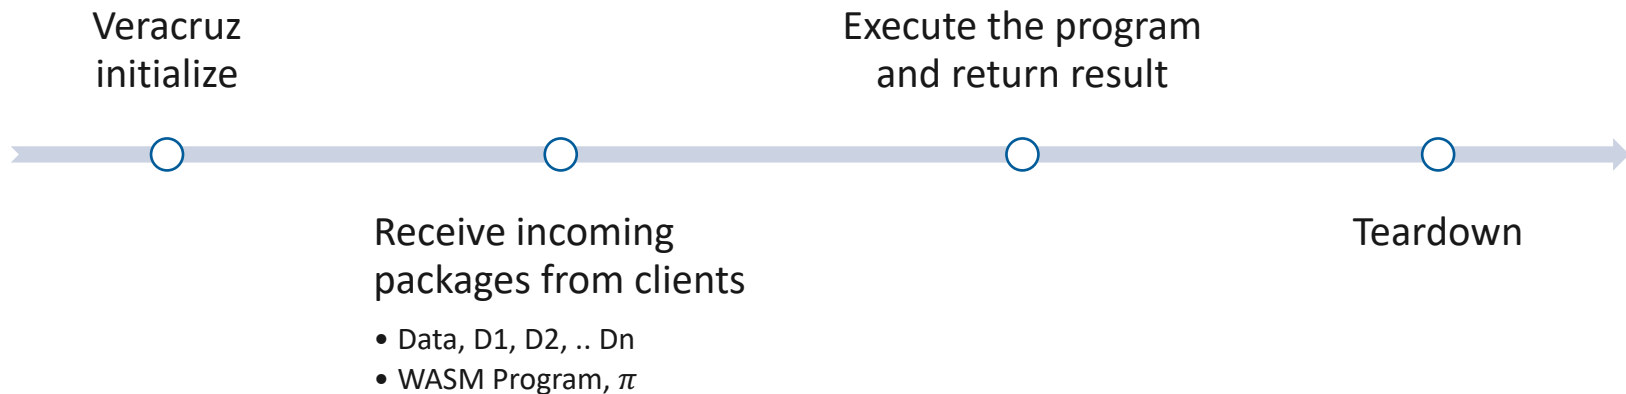 Veracruz
initialize
Receive incoming
packages from clients
• Data, D1, D2, .. Dn
• WASM Program, 𝜋
Execute the program
and return result
Teardown